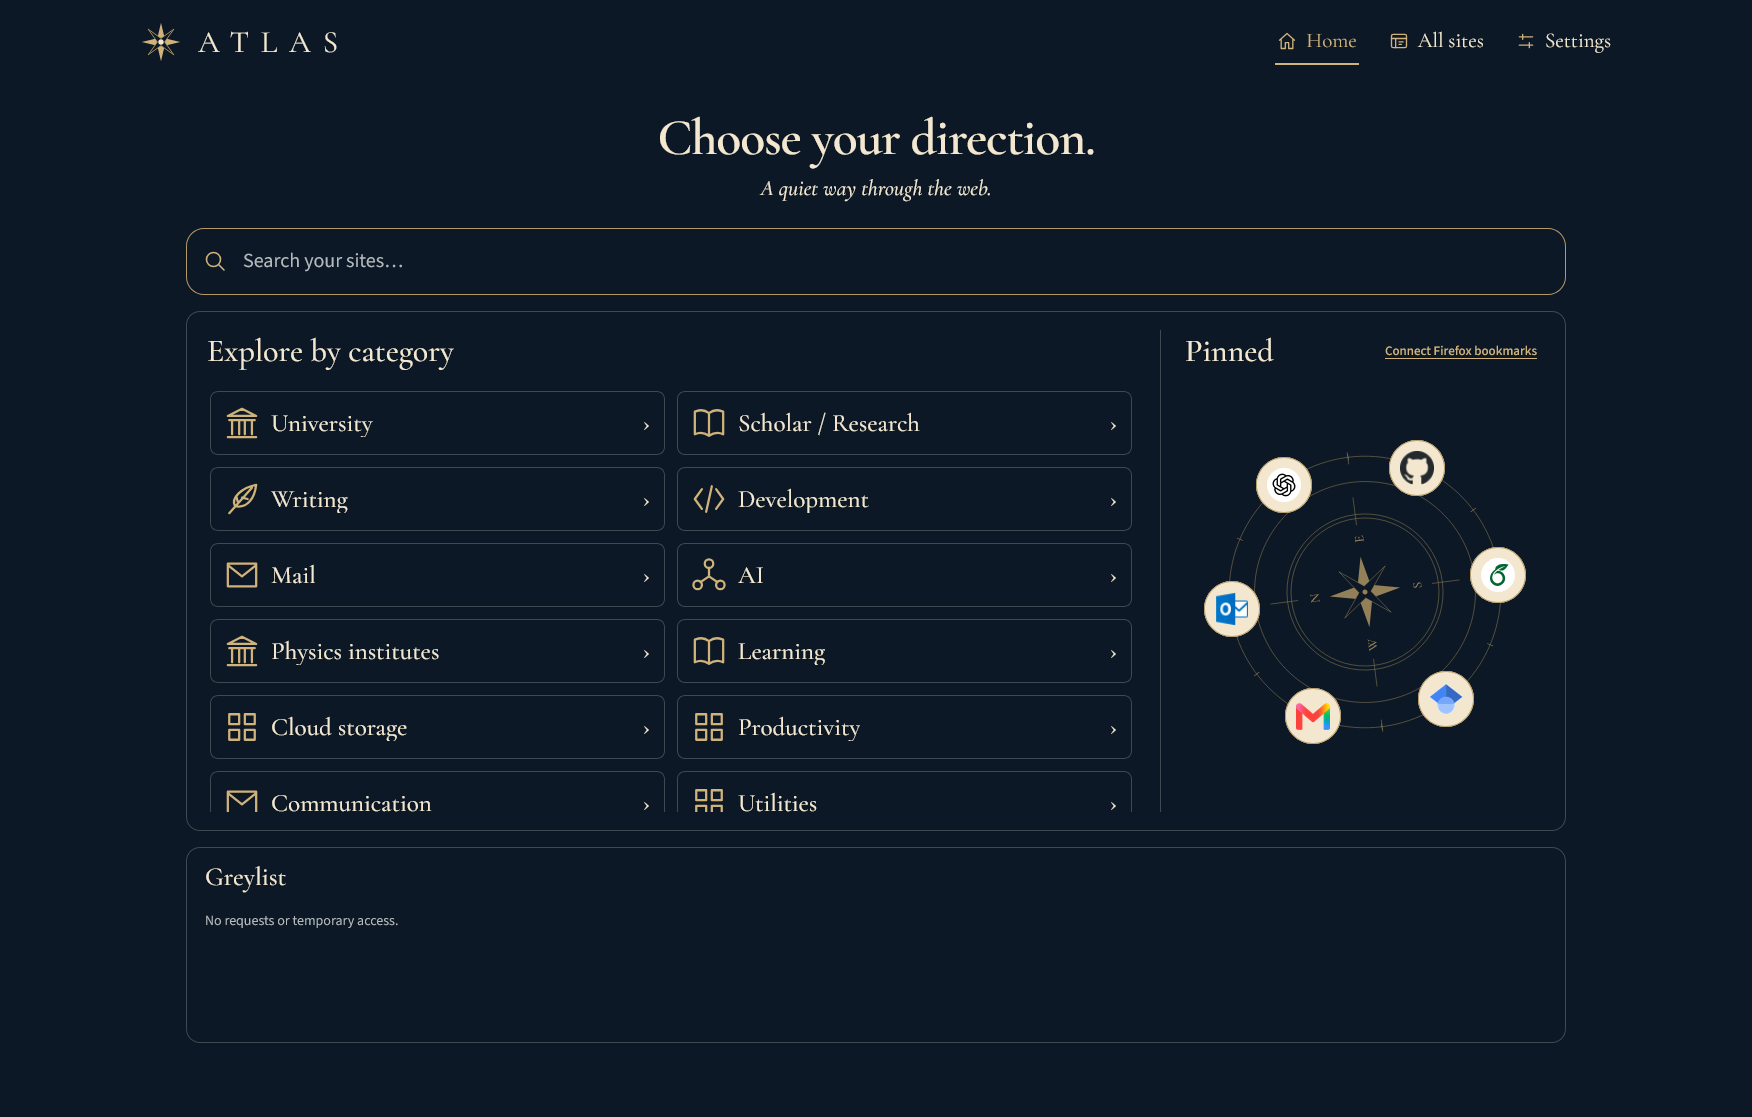 ATLAS
Home
All sites
Settings
Choose your direction.
A quiet way through the web.
Search your sites…
Explore by category
University
Scholar / Research
Writing
Development
Mail
AI
Physics institutes
Learning
Cloud storage
Productivity
Communication
Utilities
Pinned
Connect Firefox bookmarks
E
S
N
W
Greylist
No requests or temporary access.